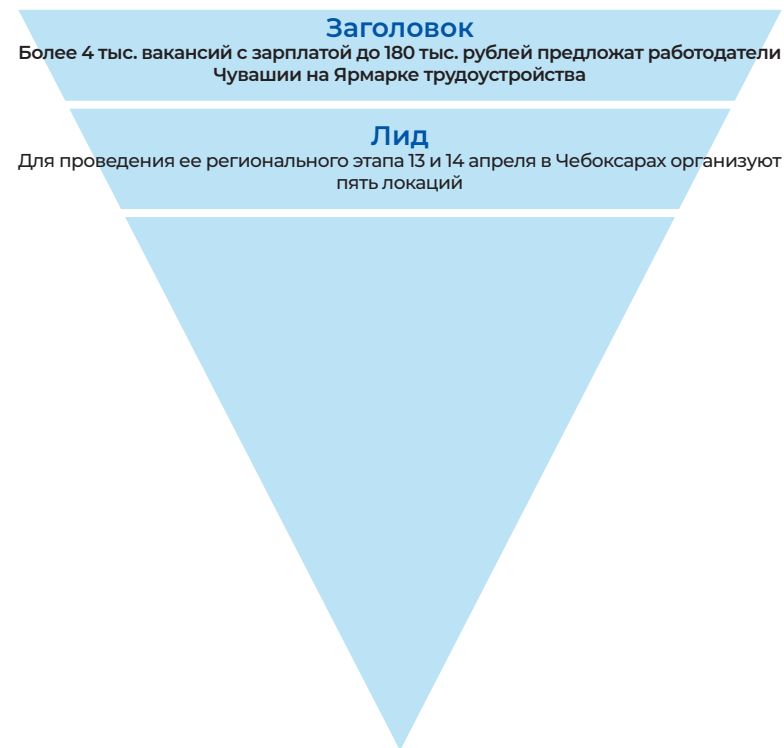 Заголовок
Более 4 тыс. вакансий с зарплатой до 180 тыс. рублей предложат работодатели
Чувашии на Ярмарке трудоустройства
Лид
Для проведения ее регионального этапа 13 и 14 апреля в Чебоксарах организуют
пять локаций